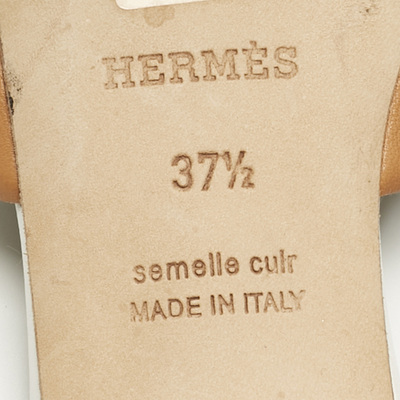 HERMÈS
37½
semelle cuir
MADE IN ITALY